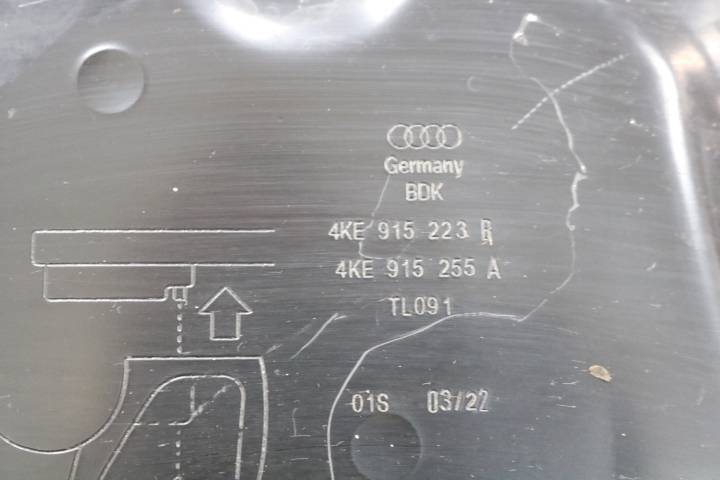 Germany
BDK
4KE 915 223
4KE 915 255 A
TL091
01S 03/22